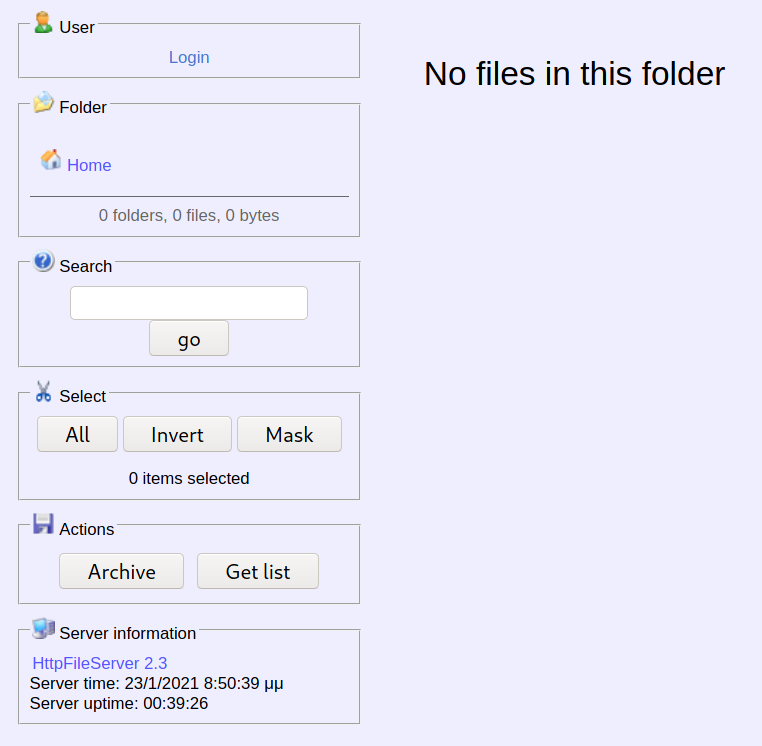 User
Login
Folder
Home
0 folders, 0 files, 0 bytes
Search
go
Select
All Invert Mask
0 items selected
Actions
Archive Get list
Server information
HttpFileServer 2.3
Server time: 23/1/2021 8:50:39 μμ
Server uptime: 00:39:26
No files in this folder